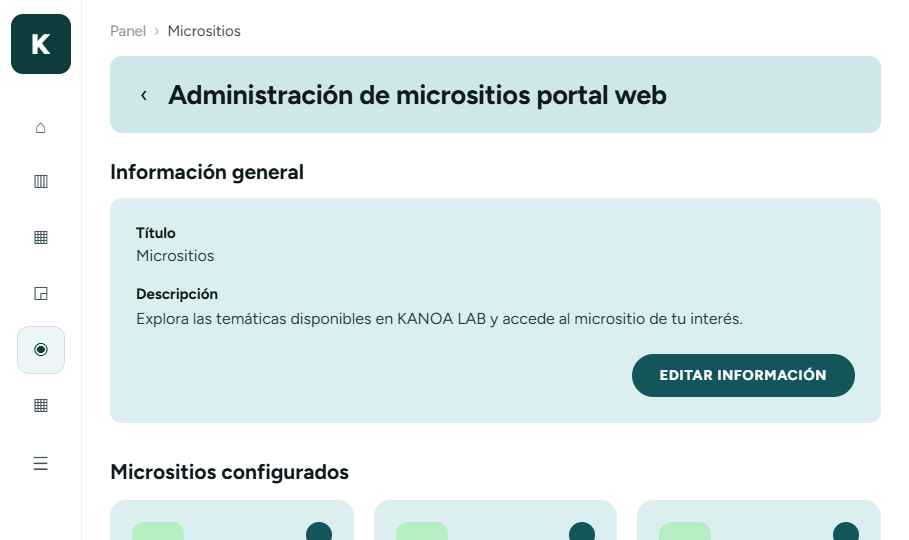 K
Panel › Micrositios
‹ Administración de micrositios portal web
Información general
Título
Micrositios
Descripción
Explora las temáticas disponibles en KANOA LAB y accede al micrositio de tu interés.
EDITAR INFORMACIÓN
Micrositios configurados